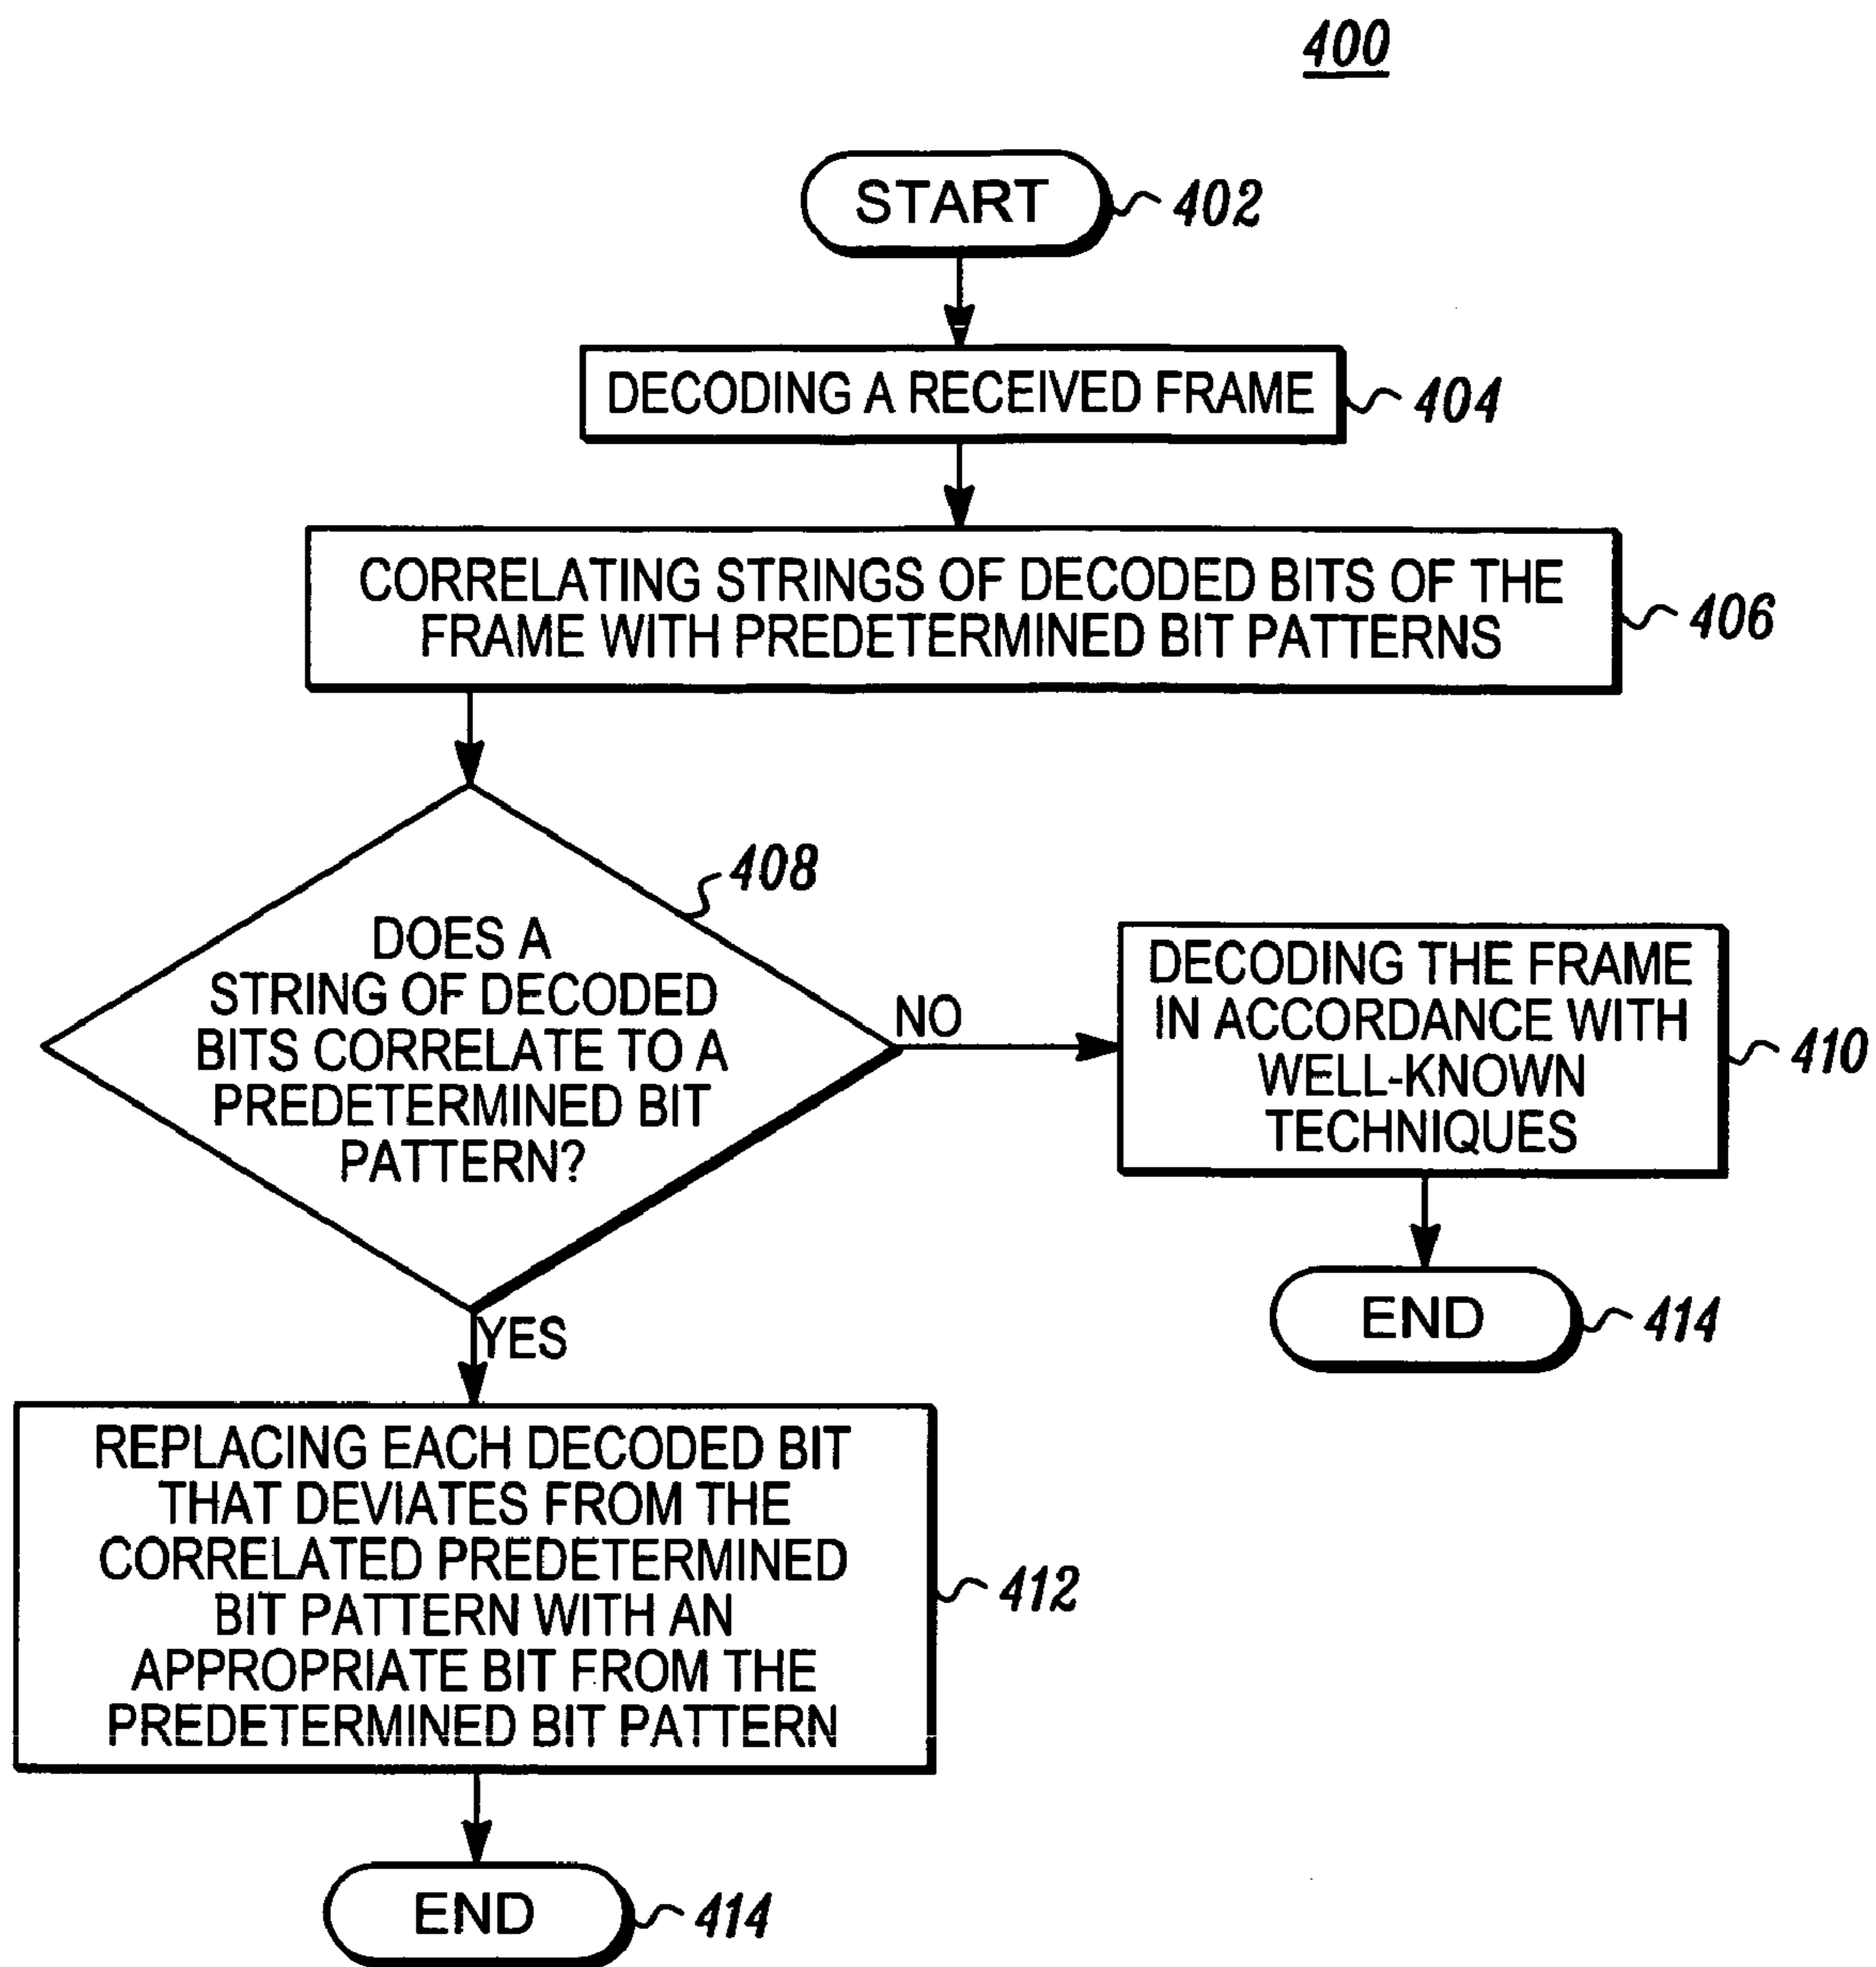 400
START
402
DECODING A RECEIVED FRAME
404
CORRELATING STRINGS OF DECODED BITS OF THE
FRAME WITH PREDETERMINED BIT PATTERNS
406
408
DOES A
STRING OF DECODED
BITS CORRELATE TO A
PREDETERMINED BIT
PATTERN?
NO
DECODING THE FRAME
IN ACCORDANCE WITH
WELL-KNOWN
TECHNIQUES
410
END
414
YES
REPLACING EACH DECODED BIT
THAT DEVIATES FROM THE
CORRELATED PREDETERMINED
BIT PATTERN WITH AN
APPROPRIATE BIT FROM THE
PREDETERMINED BIT PATTERN
412
END
414